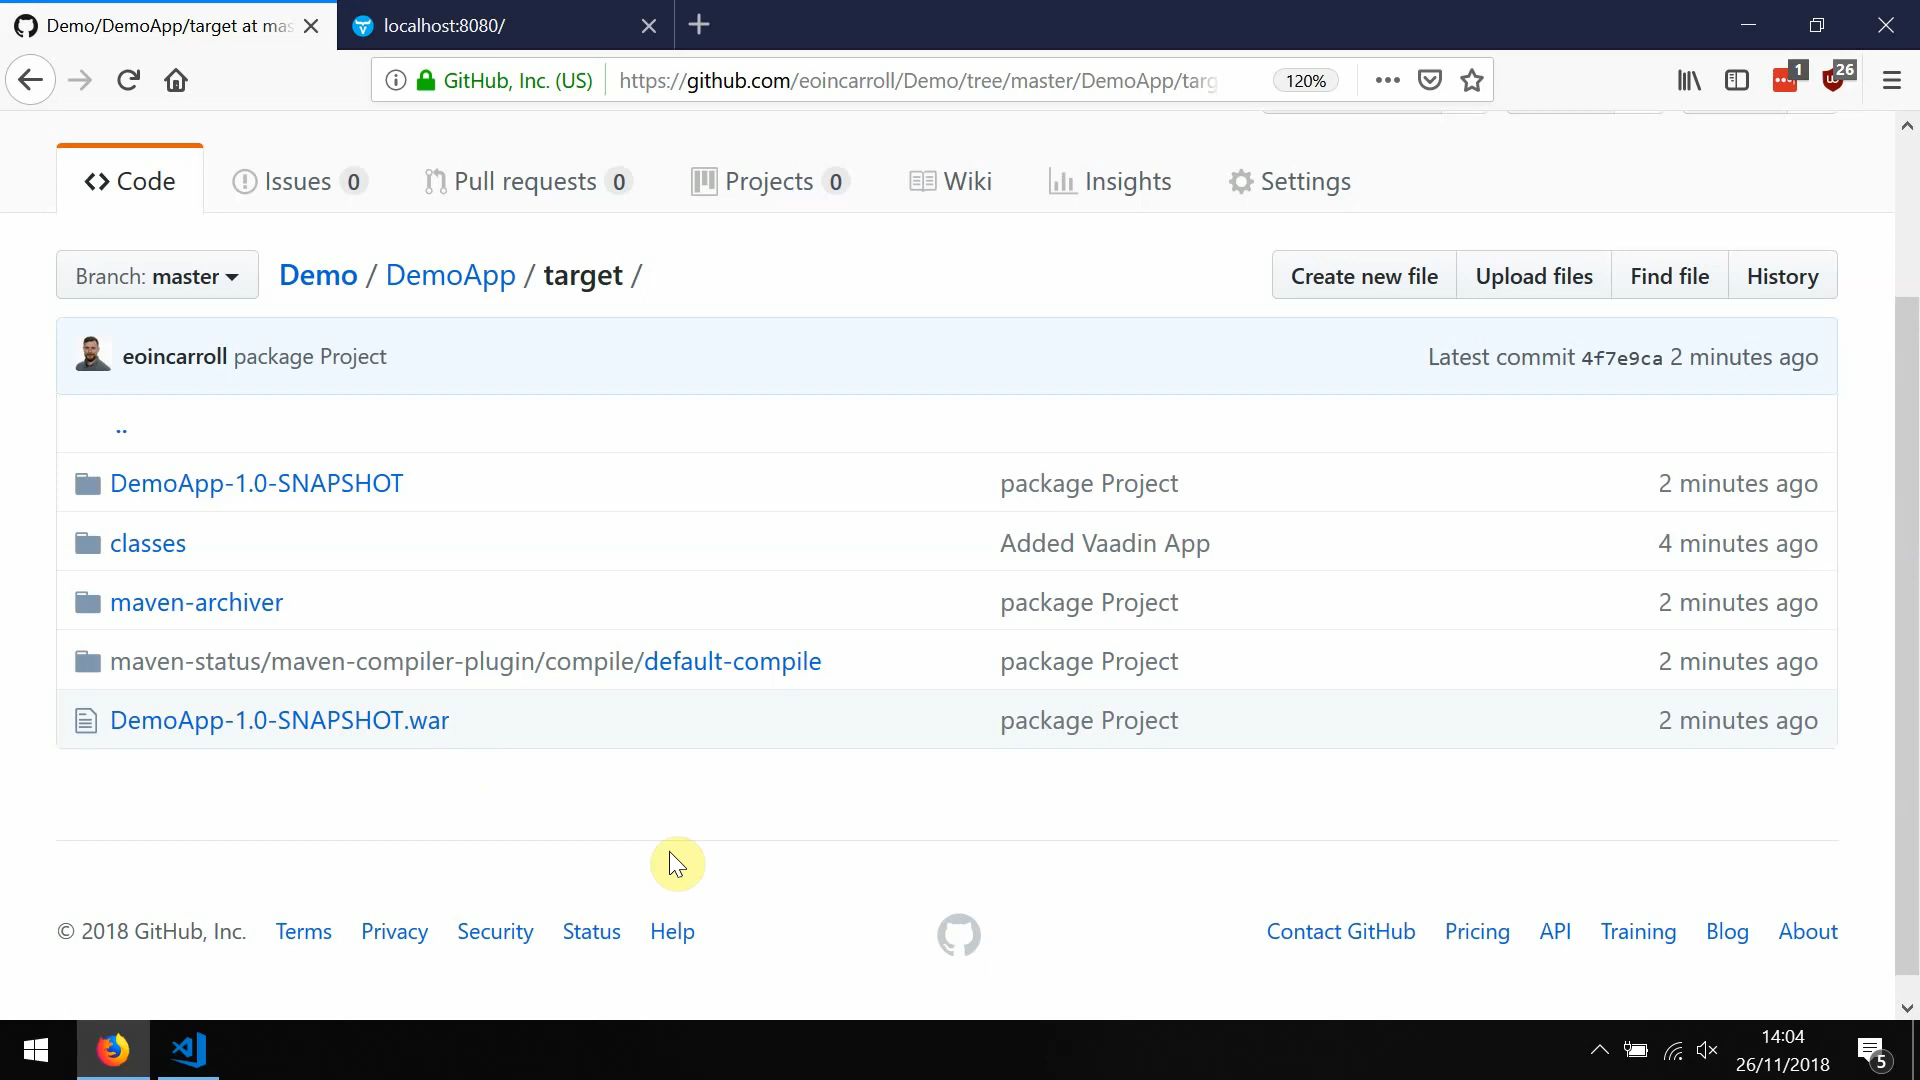 Demo/DemoApp/target at mas
localhost:8080/
GitHub, Inc. (US)
https://github.com/eoincarroll/Demo/tree/master/DemoApp/targ
120%
1
26
Code
Issues 0
Pull requests 0
Projects 0
Wiki
Insights
Settings
Branch: master
Demo / DemoApp / target /
Create new file
Upload files
Find file
History
eoincarroll package Project
Latest commit 4f7e9ca 2 minutes ago
..
DemoApp-1.0-SNAPSHOT package Project 2 minutes ago
classes Added Vaadin App 4 minutes ago
maven-archiver package Project 2 minutes ago
maven-status/maven-compiler-plugin/compile/default-compile package Project 2 minutes ago
DemoApp-1.0-SNAPSHOT.war package Project 2 minutes ago
© 2018 GitHub, Inc. Terms Privacy Security Status Help
Contact GitHub Pricing API Training Blog About
14:04
26/11/2018
5